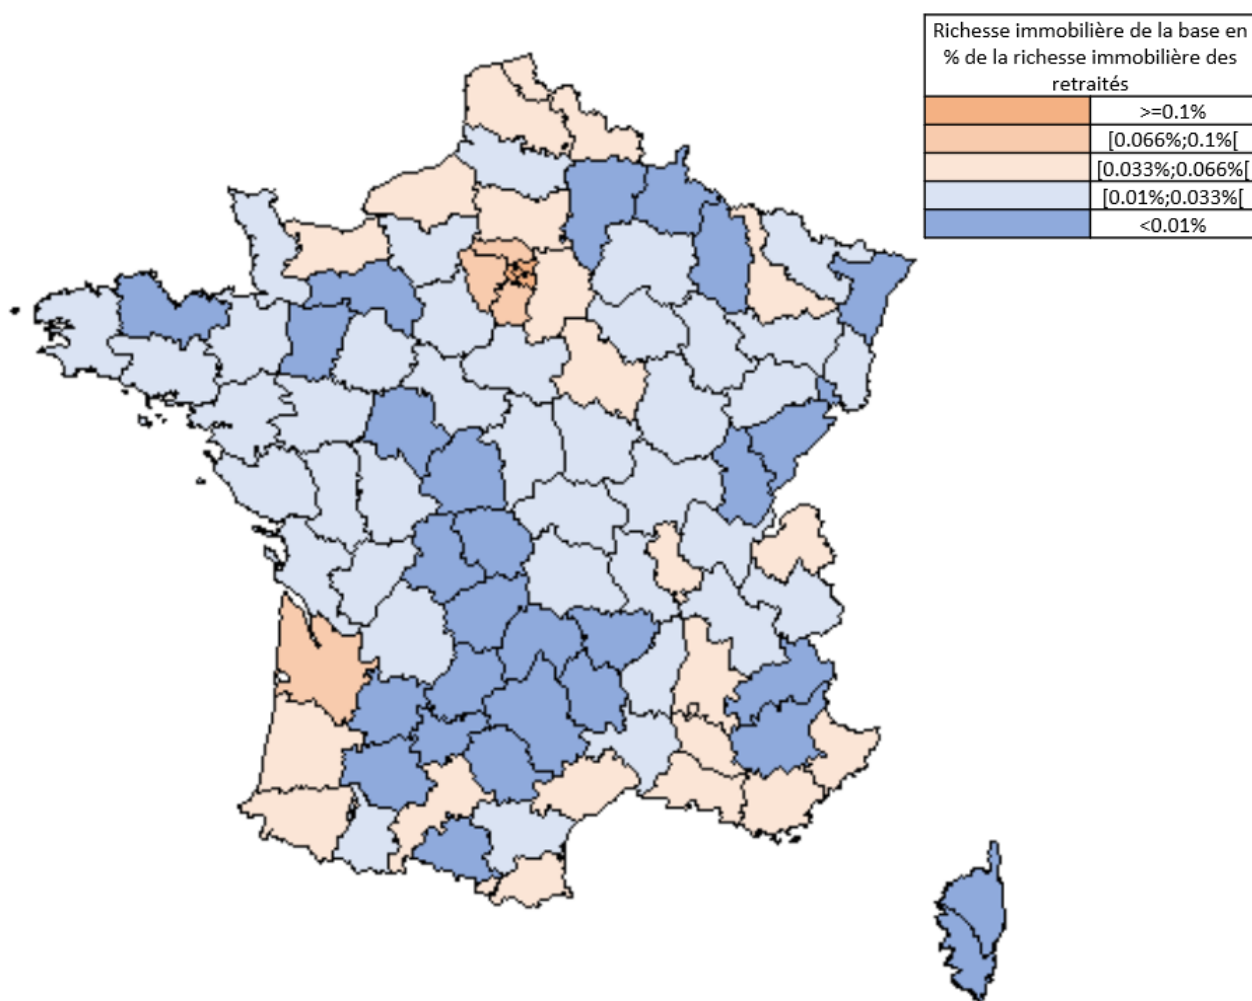 Richesse immobilière de la base en
% de la richesse immobilière des
retraités
>=0.1%
[0.066%;0.1%[
[0.033%;0.066%[
[0.01%;0.033%[
<0.01%